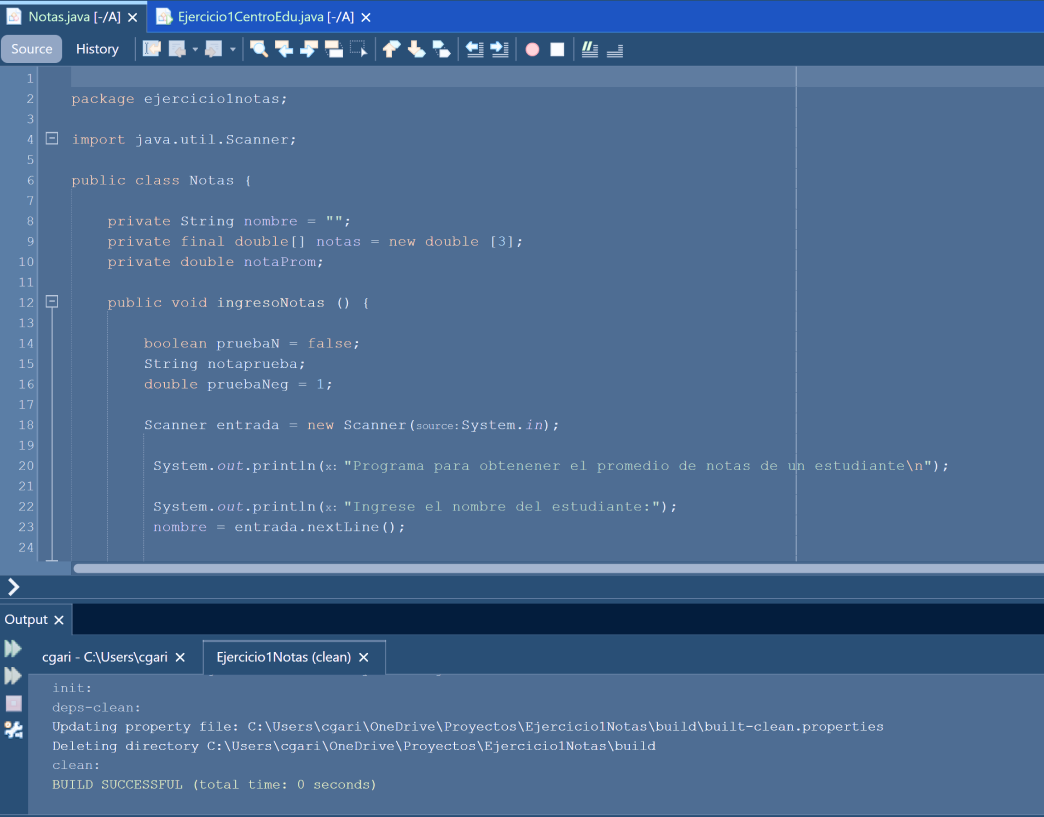 Notas.java [-/A] × Ejercicio1CentroEdu.java [-/A] ×
Source History
1
2 package ejercicio1notas;
3
4 import java.util.Scanner;
5
6 public class Notas {
7
8 private String nombre = "";
9 private final double[] notas = new double [3];
10 private double notaProm;
11
12 public void ingresoNotas () {
13
14 boolean pruebaN = false;
15 String notaprueba;
16 double pruebaNeg = 1;
17
18 Scanner entrada = new Scanner(source:System.in);
19
20 System.out.println(x: "Programa para obtenener el promedio de notas de un estudiante\n");
21
22 System.out.println(x: "Ingrese el nombre del estudiante:");
23 nombre = entrada.nextLine();
24
Output ×
cgari - C:\Users\cgari × Ejercicio1Notas (clean) ×
init:
deps-clean:
Updating property file: C:\Users\cgari\OneDrive\Proyectos\Ejercicio1Notas\build\built-clean.properties
Deleting directory C:\Users\cgari\OneDrive\Proyectos\Ejercicio1Notas\build
clean:
BUILD SUCCESSFUL (total time: 0 seconds)